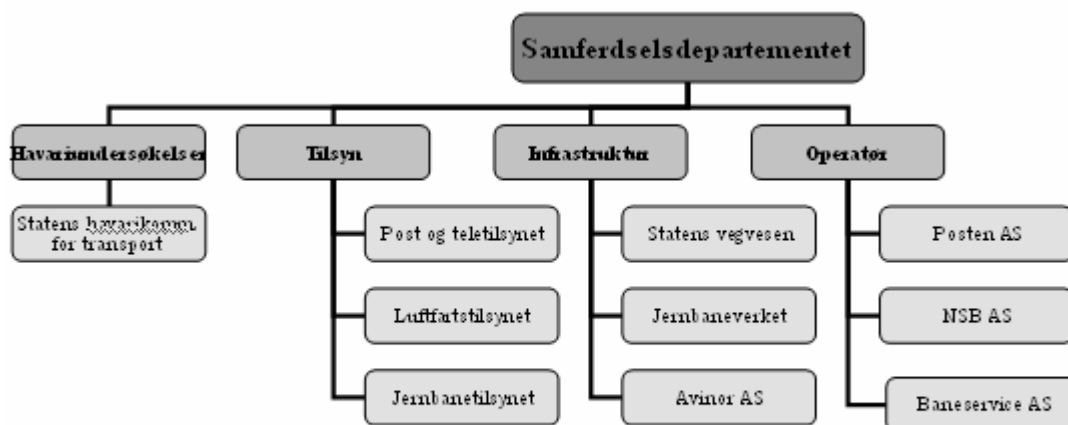 Samferdselsdepartementet
Havariundersøkelser
Tilsyn
Infrastruktur
Operatør
Statens havarikomm
for transport
Post og teletilsynet
Statens vegvesen
Posten AS
Luftfartstilsynet
Jernbaneverket
NSB AS
Jernbanetilsynet
Avinor AS
Baneservice AS